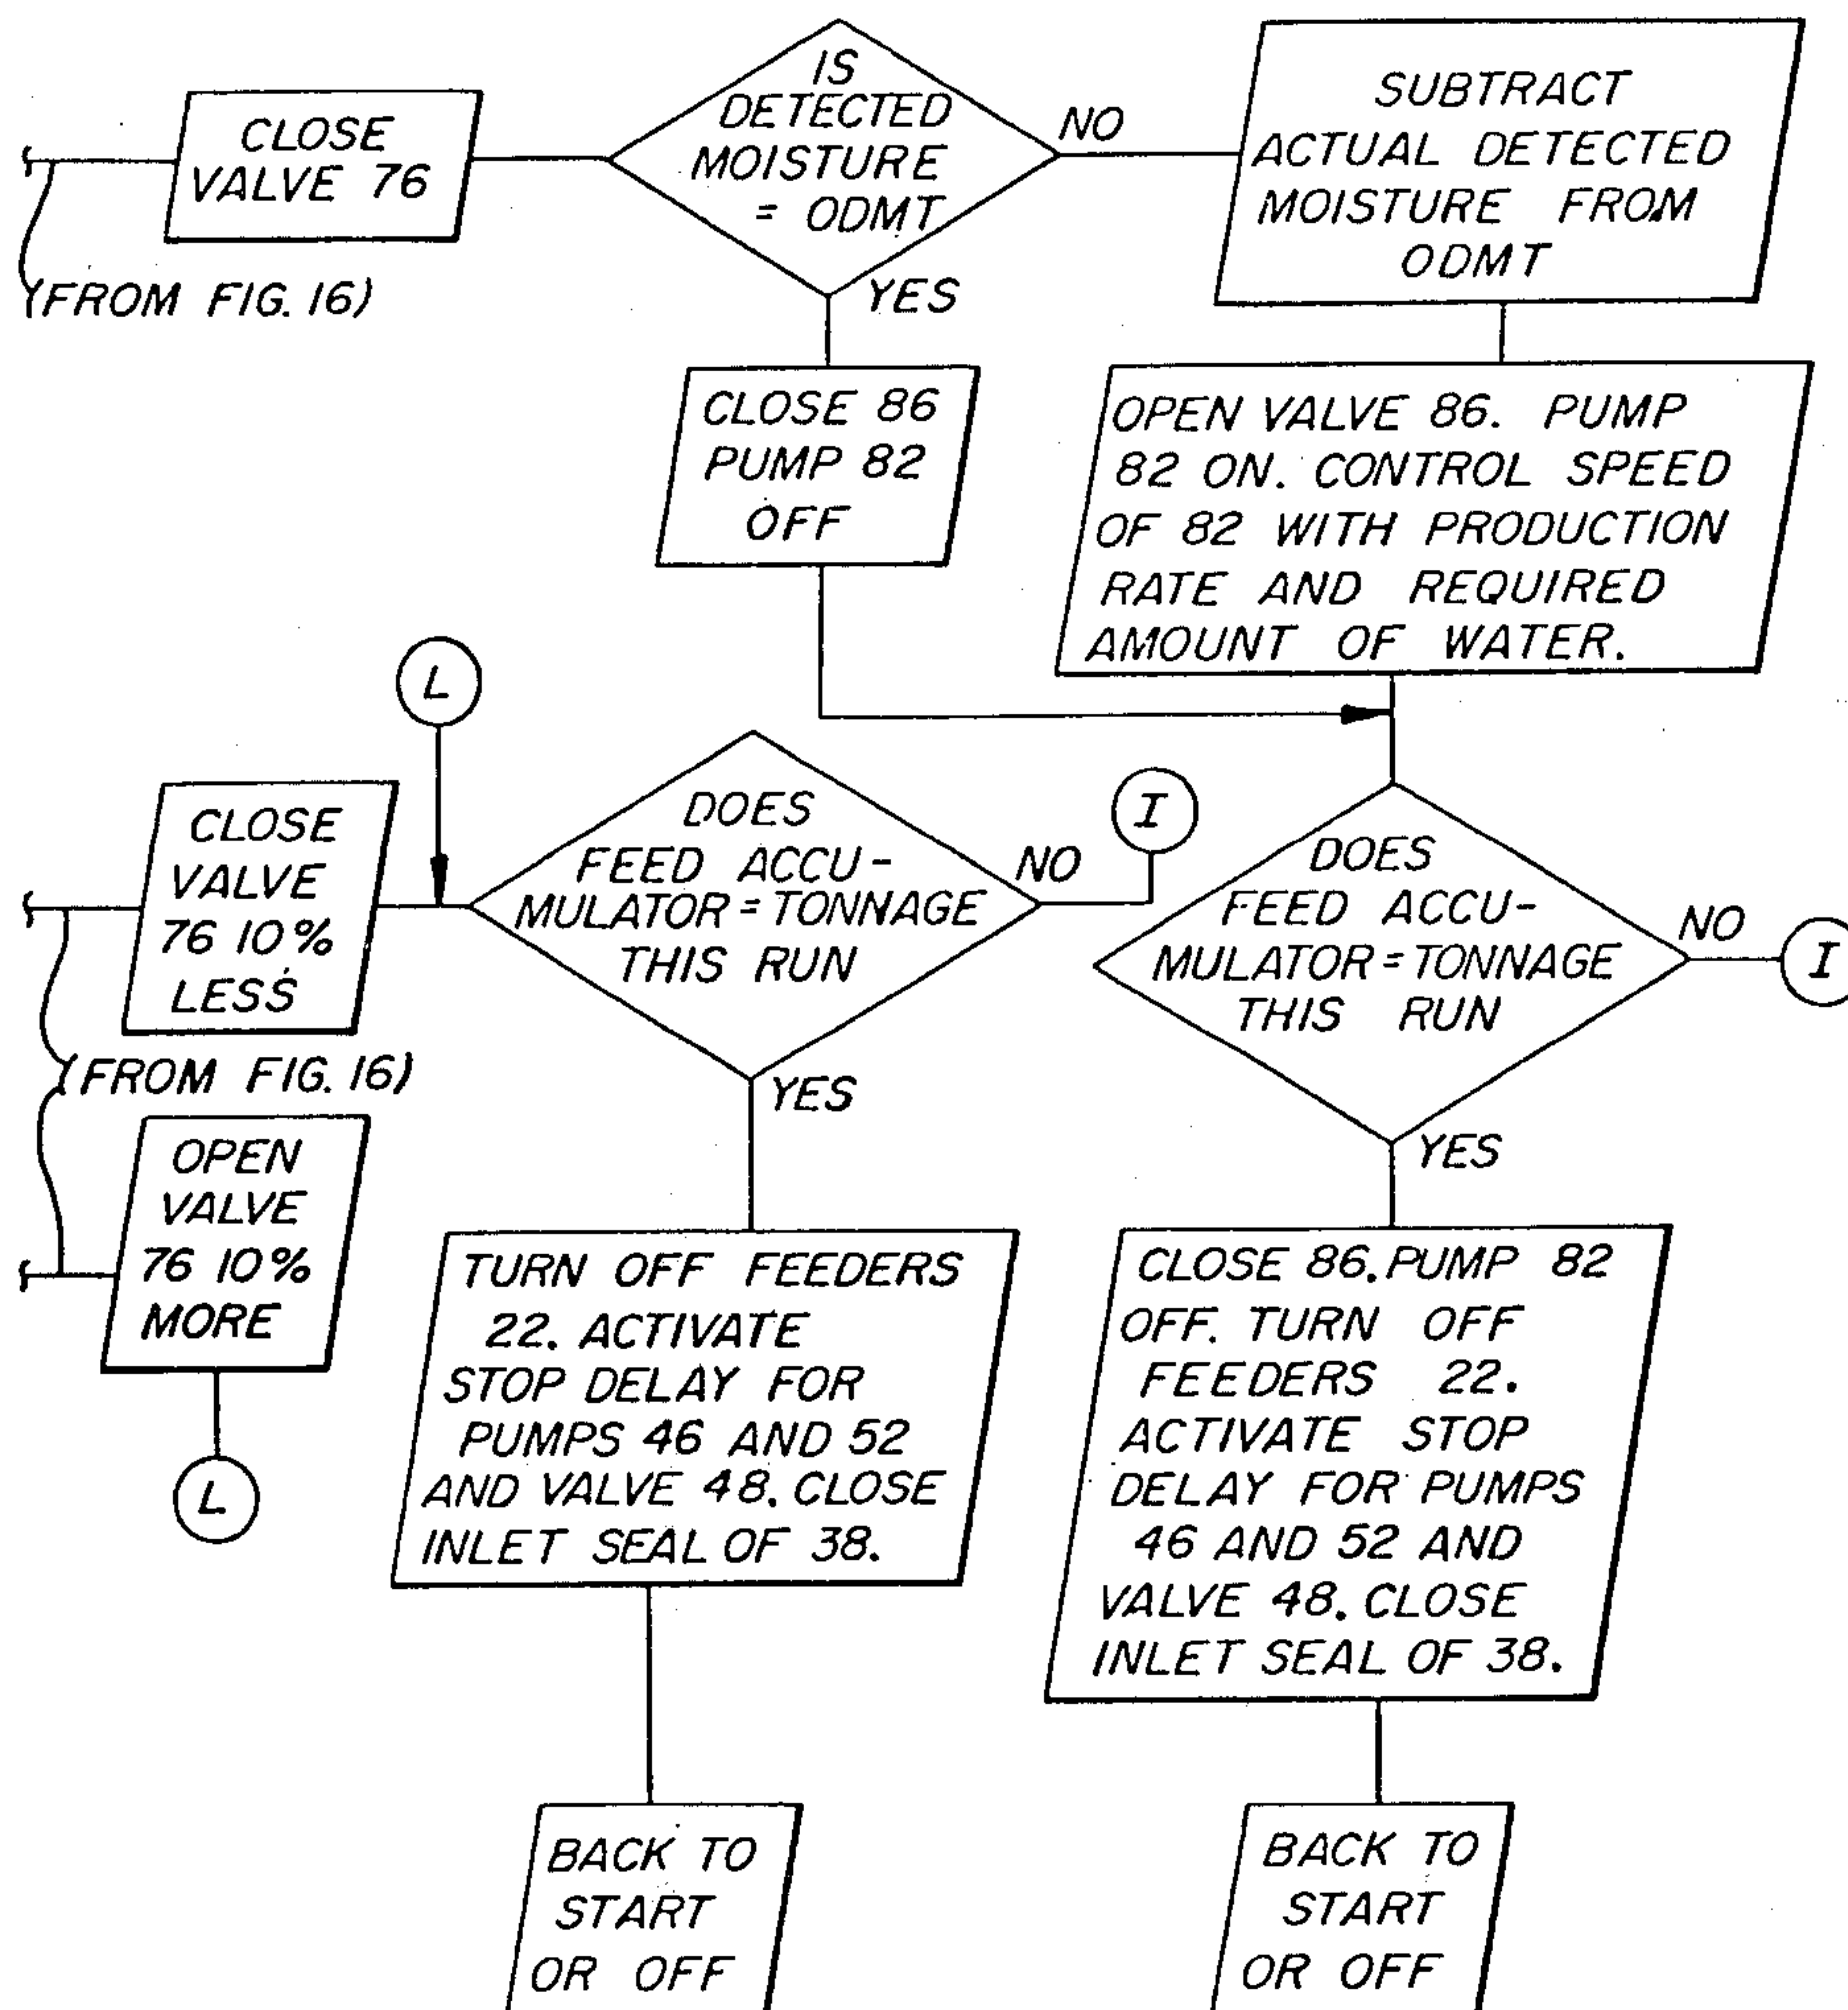 CLOSE
VALVE 76
(FROM FIG. 16)
IS
DETECTED
MOISTURE
= ODMT
NO
YES
SUBTRACT
ACTUAL DETECTED
MOISTURE FROM
ODMT
CLOSE 86
PUMP 82
OFF
OPEN VALVE 86. PUMP
82 ON. CONTROL SPEED
OF 82 WITH PRODUCTION
RATE AND REQUIRED
AMOUNT OF WATER.
L
CLOSE
VALVE
76 10%
LESS
DOES
FEED ACCU-
MULATOR = TONNAGE
THIS RUN
NO
I
YES
DOES
FEED ACCU-
MULATOR = TONNAGE
THIS RUN
NO
I
YES
(FROM FIG. 16)
OPEN
VALVE
76 10%
MORE
L
TURN OFF FEEDERS
22. ACTIVATE
STOP DELAY FOR
PUMPS 46 AND 52
AND VALVE 48. CLOSE
INLET SEAL OF 38.
CLOSE 86. PUMP 82
OFF. TURN OFF
FEEDERS 22.
ACTIVATE STOP
DELAY FOR PUMPS
46 AND 52 AND
VALVE 48. CLOSE
INLET SEAL OF 38.
BACK TO
START
OR OFF
BACK TO
START
OR OFF